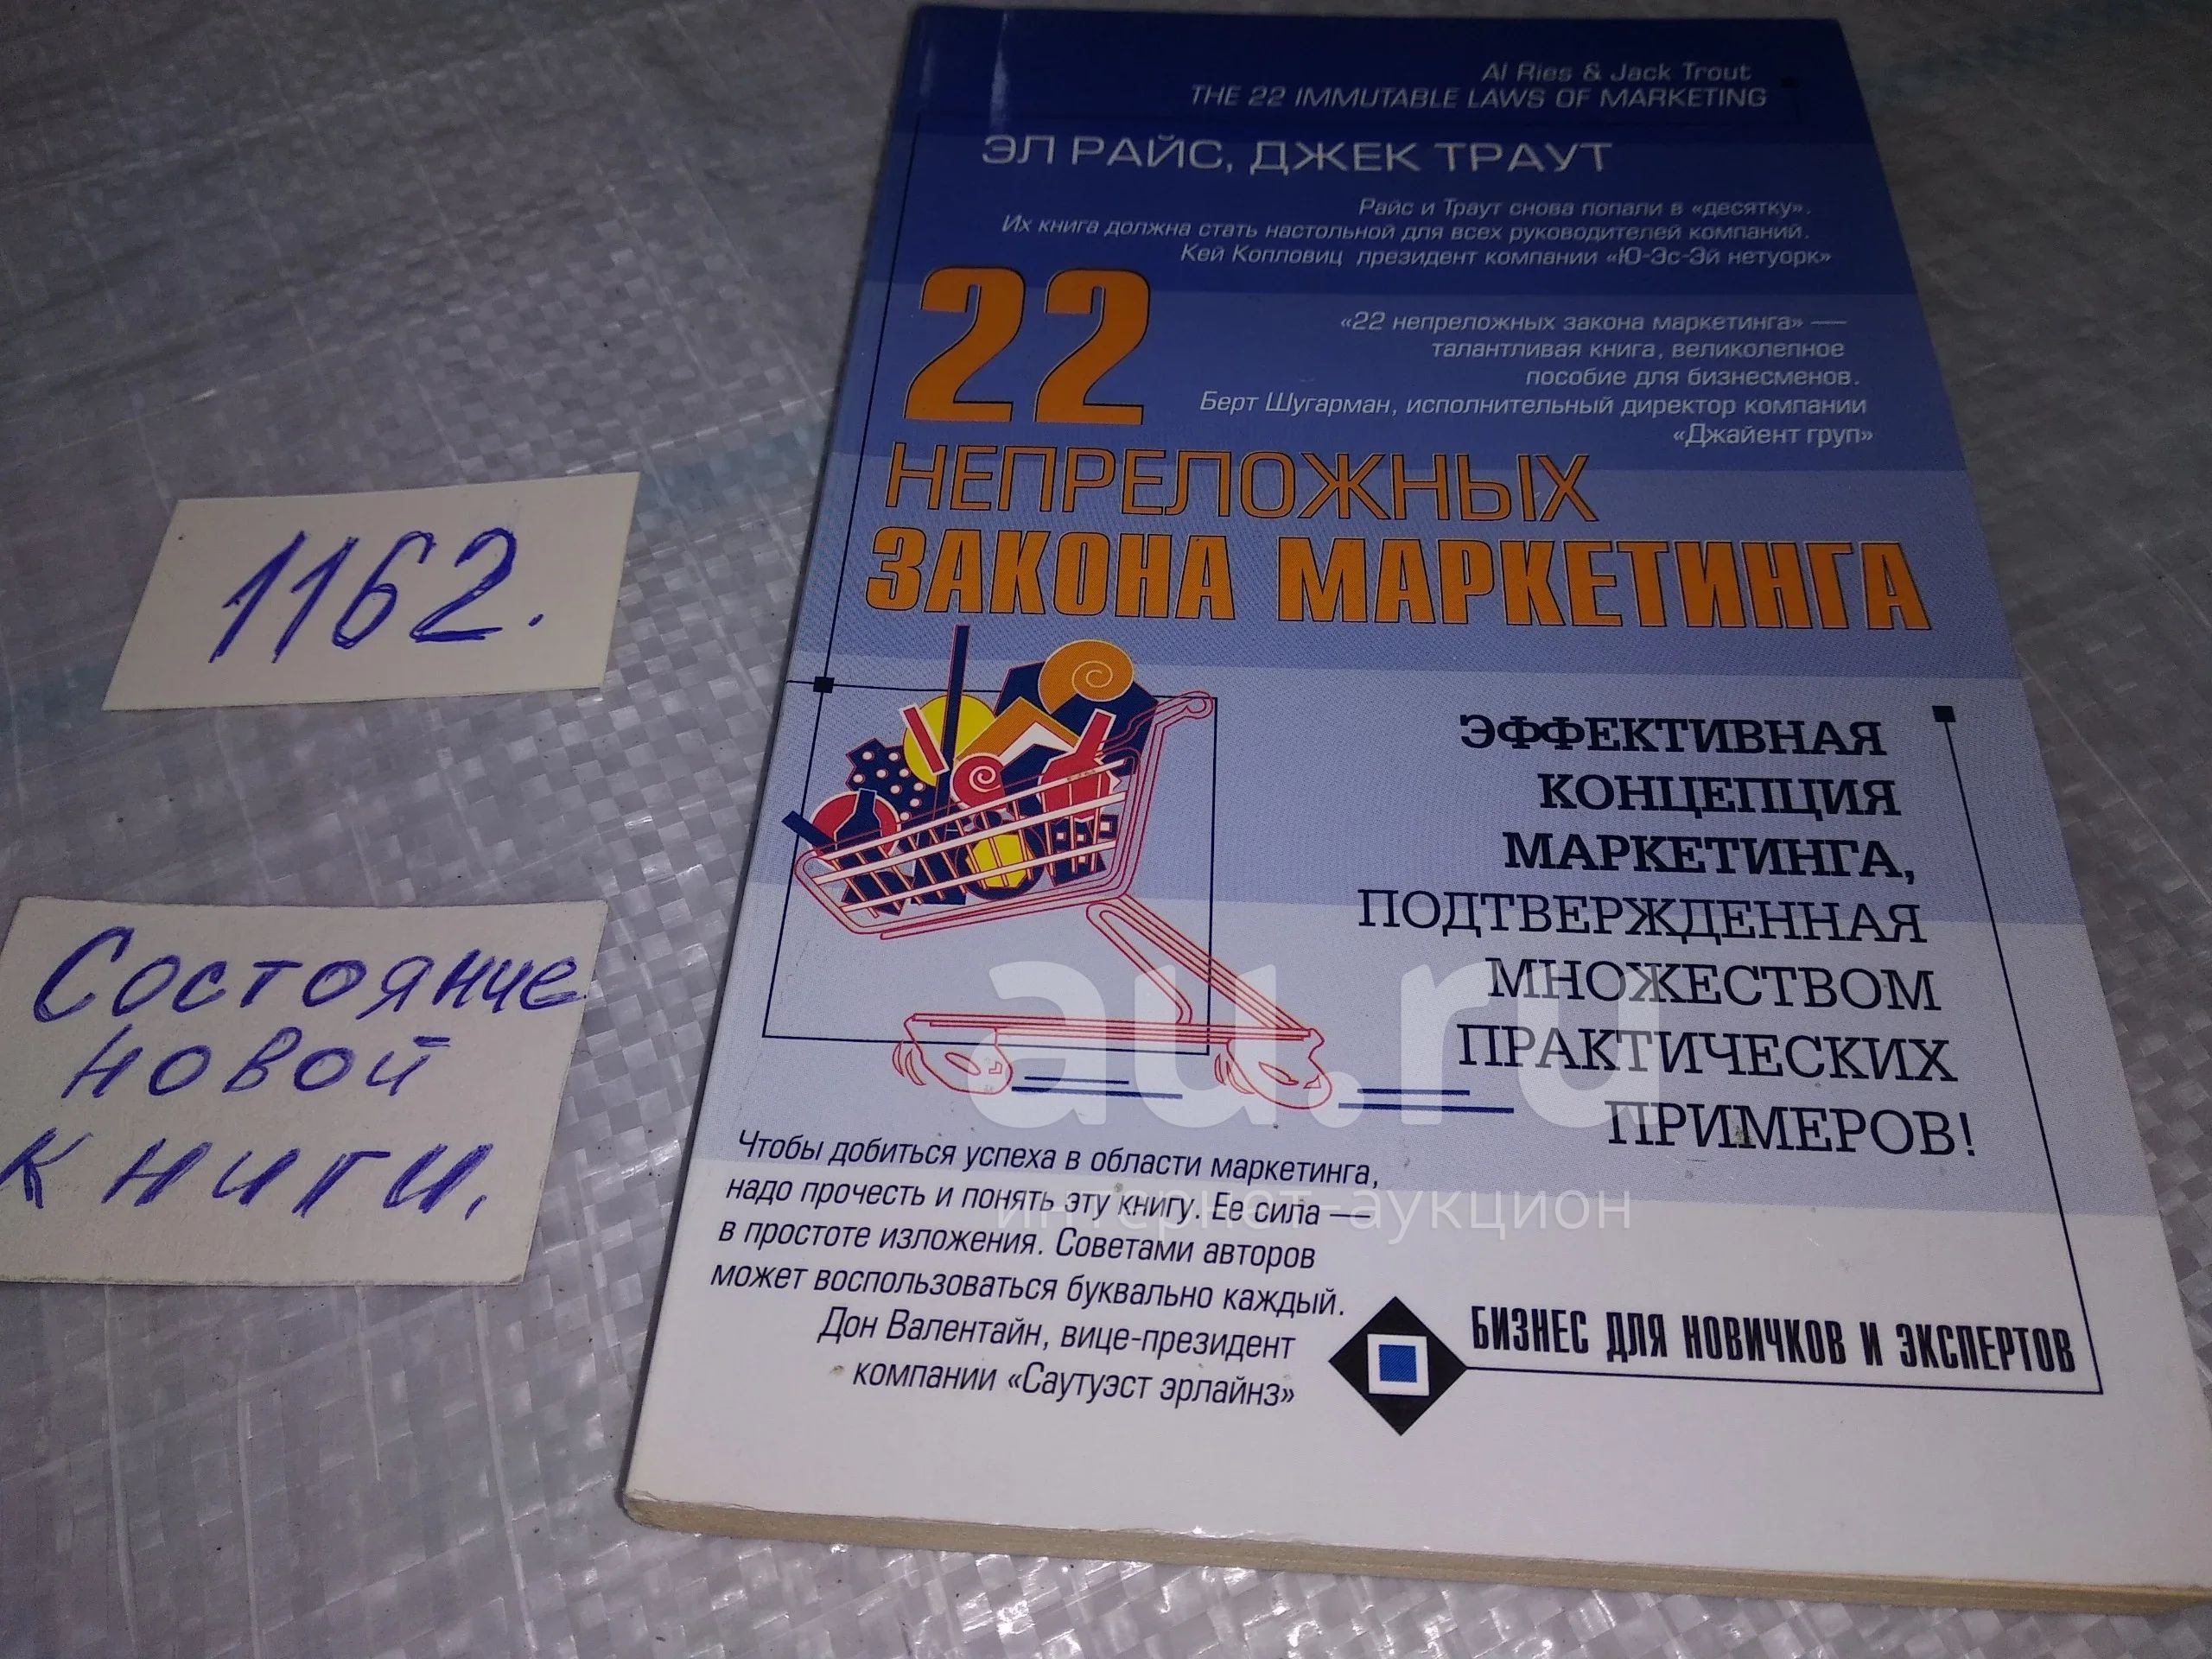 Al Ries & Jack Trout
THE 22 IMMUTABLE LAWS OF MARKETING
ЭЛ РАЙС, ДЖЕК ТРАУТ
Райс и Траут снова попали в «десятку».
Их книга должна стать настольной для всех руководителей компаний.
Кей Копловиц президент компании «Ю-Эс-Эй нетуорк»
22
«22 непреложных закона маркетинга» —
талантливая книга, великолепное
пособие для бизнесменов.
Берт Шугарман, исполнительный директор компании
«Джайент груп»
НЕПРЕЛОЖНЫХ
ЗАКОНА МАРКЕТИНГА
ЭФФЕКТИВНАЯ
КОНЦЕПЦИЯ
МАРКЕТИНГА,
ПОДТВЕРЖДЕННАЯ
МНОЖЕСТВОМ
ПРАКТИЧЕСКИХ
ПРИМЕРОВ!
Чтобы добиться успеха в области маркетинга,
надо прочесть и понять эту книгу. Ее сила —
в простоте изложения. Советами авторов
может воспользоваться буквально каждый.
Дон Валентайн, вице-президент
компании «Саутуэст эрлайнз»
БИЗНЕС ДЛЯ НОВИЧКОВ И ЭКСПЕРТОВ
1162.
Состояние
новой
книги.
au.ru
интернет-аукцион